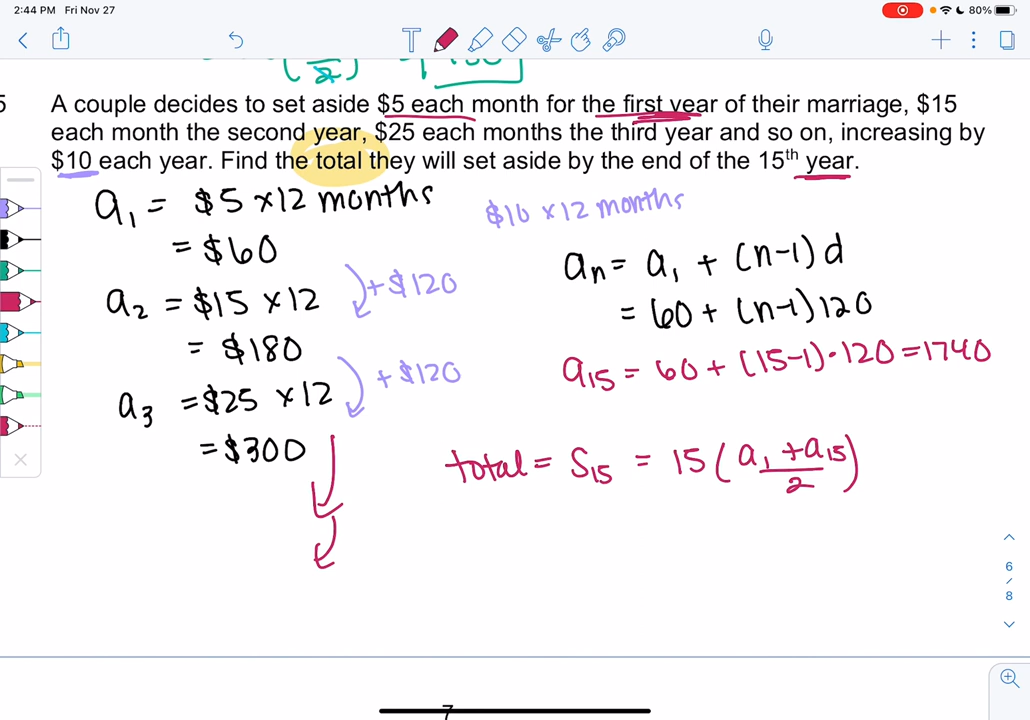 2:44 PM Fri Nov 27
80%
T
A couple decides to set aside $5 each month for the first year of their marriage, $15
each month the second year, $25 each months the third year and so on, increasing by
$10 each year. Find the total they will set aside by the end of the 15th year.
a1 = $5 ×12 months
= $60
$10 ×12 months
a2 = $15 ×12
+$120
= $180
a3 = $25 ×12
+ $120
= $300
an = a1 + (n-1)d
= 60 + (n-1)120
a15 = 60 + (15-1)·120 = 1740
total = S15 = 15(a1 + a15 / 2)
6
/
8
7